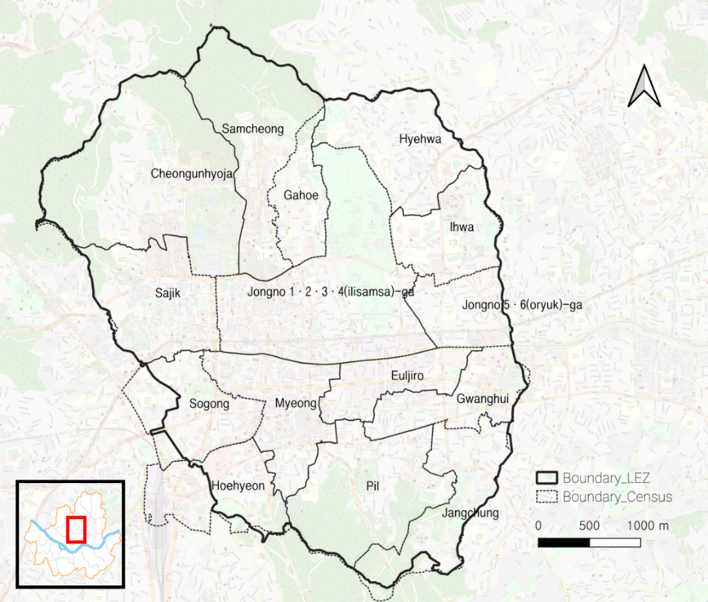 Samcheong
Hyehwa
Cheongunhyoja
Gahoe
Ihwa
Sajik
Jongno 1 · 2 · 3 · 4(ilisamsa)-ga
Jongno 5 · 6(oryuk)-ga
Euljiro
Sogong
Myeong
Gwanghui
Hoehyeon
Pil
Jangchung
Boundary_LEZ
Boundary_Census
0 500 1000 m